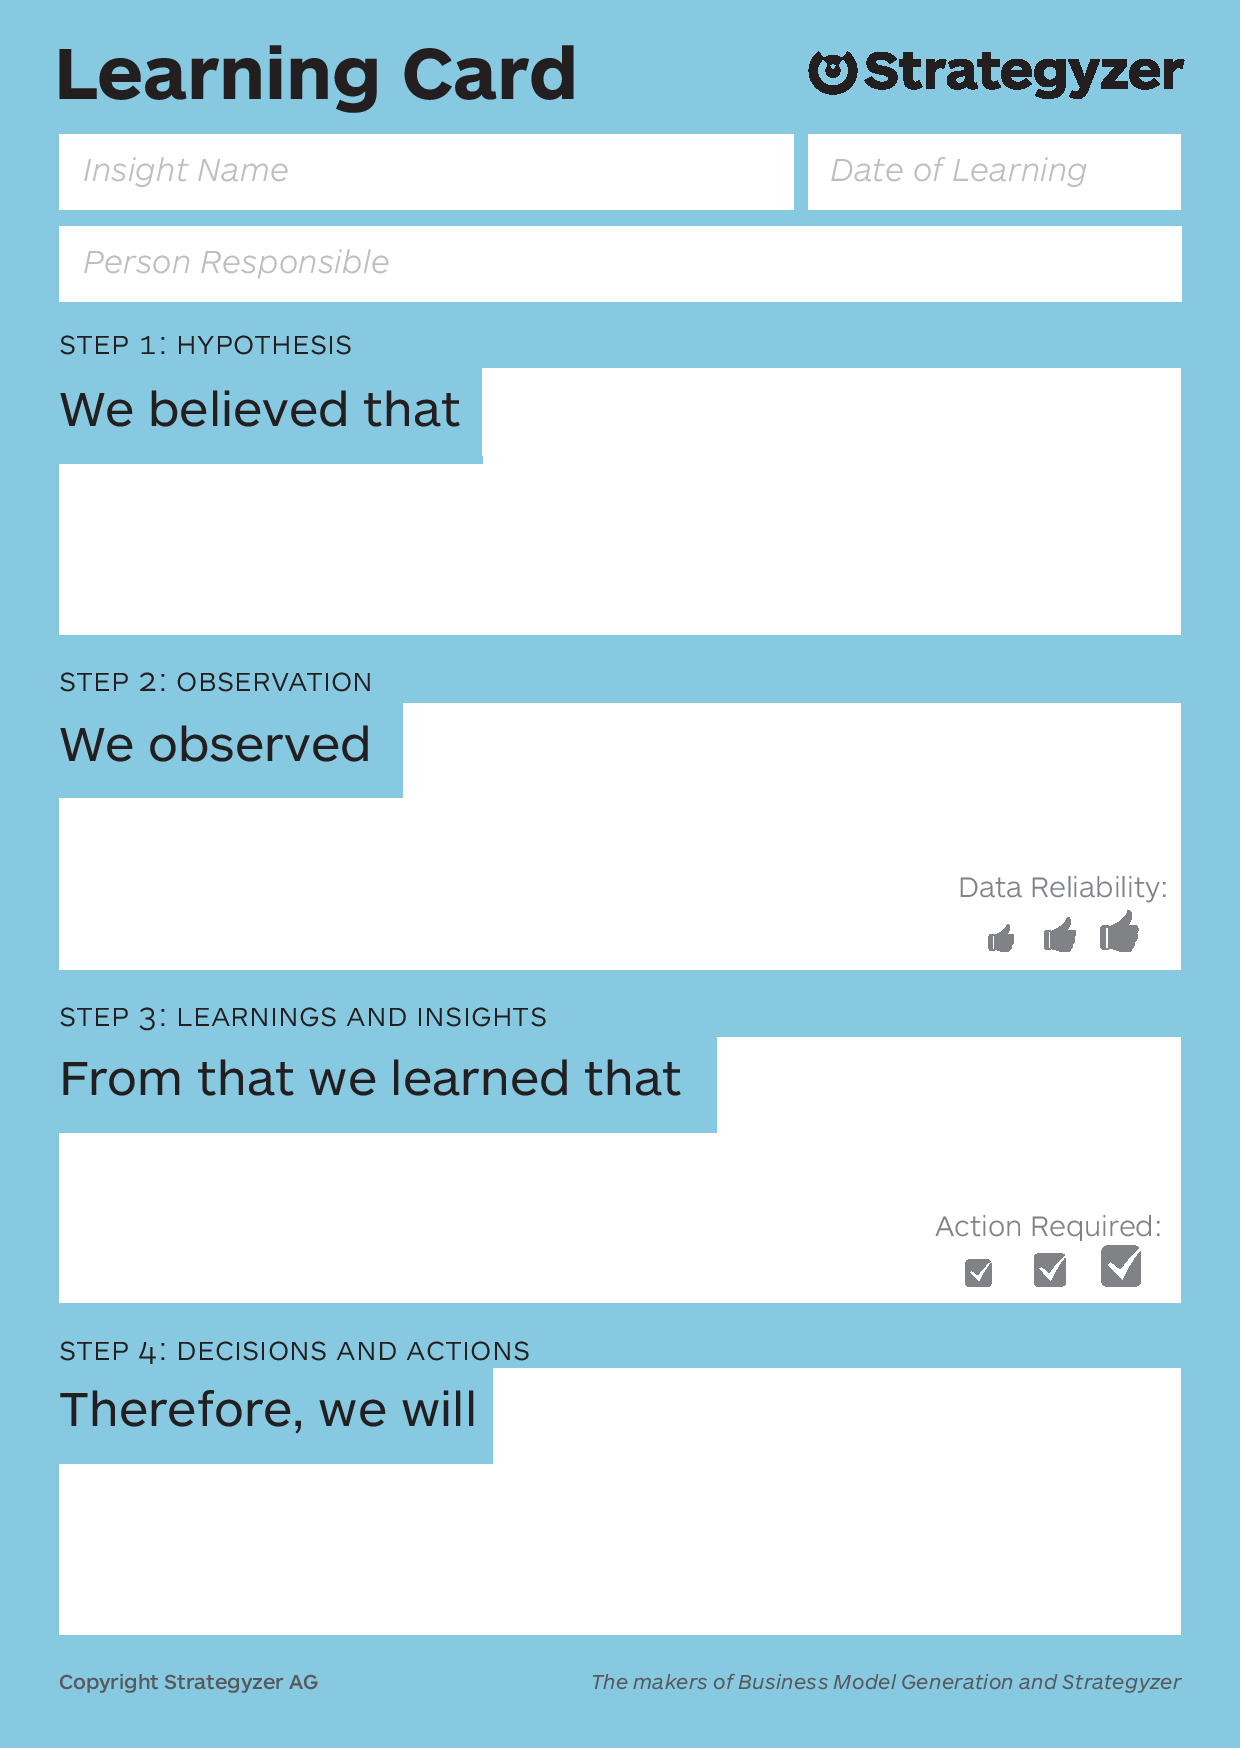 Learning Card
Strategyzer
Insight Name
Date of Learning
Person Responsible
STEP 1: HYPOTHESIS
We believed that
STEP 2: OBSERVATION
We observed
Data Reliability:
STEP 3: LEARNINGS AND INSIGHTS
From that we learned that
Action Required:
STEP 4: DECISIONS AND ACTIONS
Therefore, we will
Copyright Strategyzer AG
The makers of Business Model Generation and Strategyzer